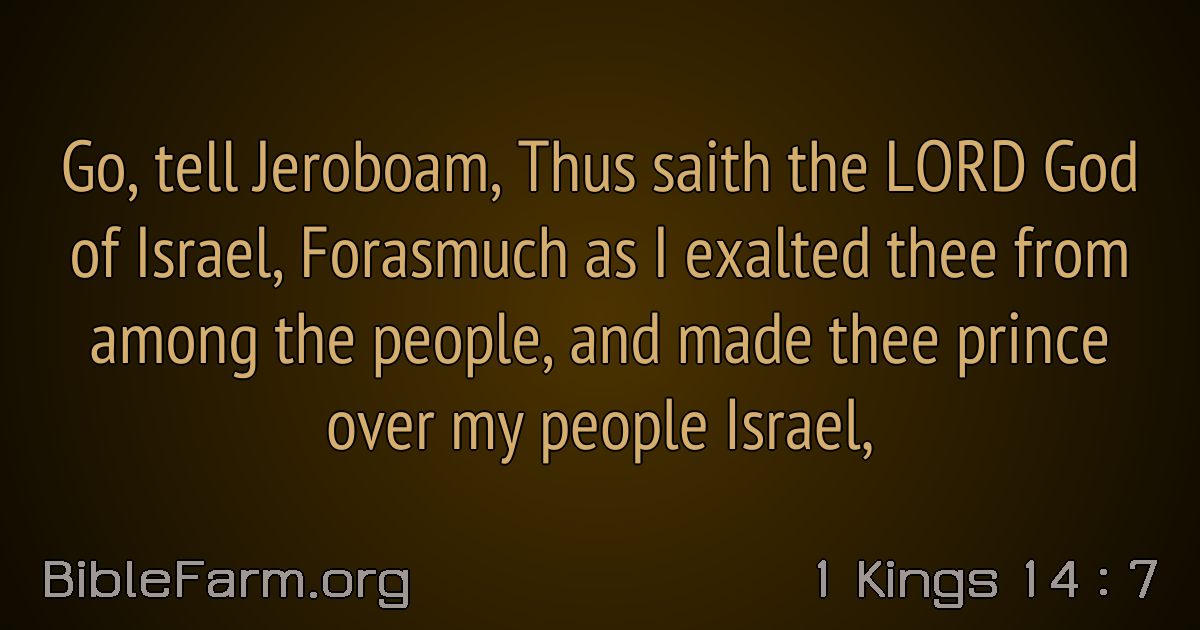 Go, tell Jeroboam, Thus saith the LORD God
of Israel, Forasmuch as I exalted thee from
among the people, and made thee prince
over my people Israel,
BibleFarm.org
1 Kings 14 : 7